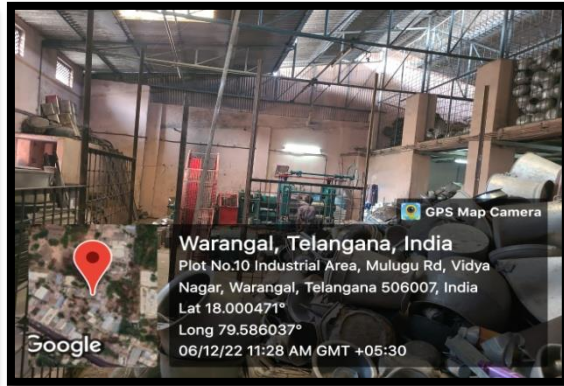 GPS Map Camera
Warangal, Telangana, India
Plot No.10 Industrial Area, Mulugu Rd, Vidya
Nagar, Warangal, Telangana 506007, India
Lat 18.000471°
Long 79.586037°
06/12/22 11:28 AM GMT +05:30
Google